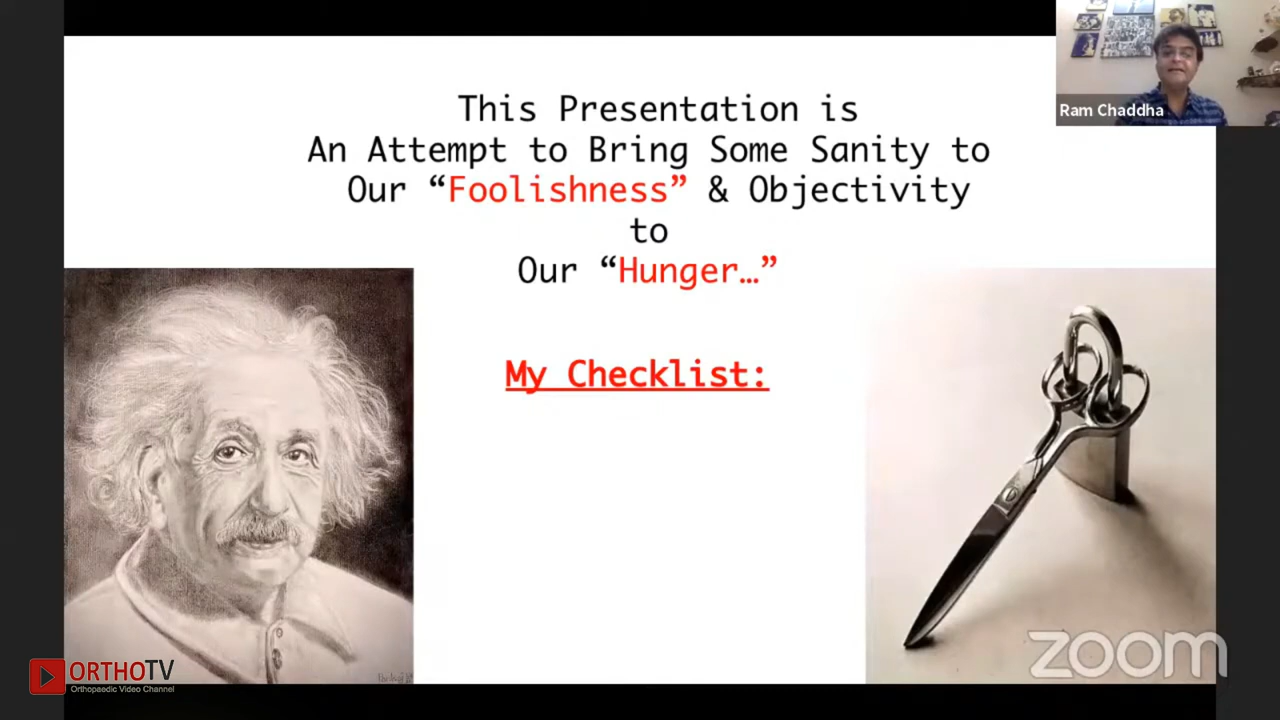 Ram Chaddha
This Presentation is
An Attempt to Bring Some Sanity to
Our “Foolishness” & Objectivity
to
Our “Hunger…”
My Checklist:
ORTHOTV
Orthopaedic Video Channel
zoom